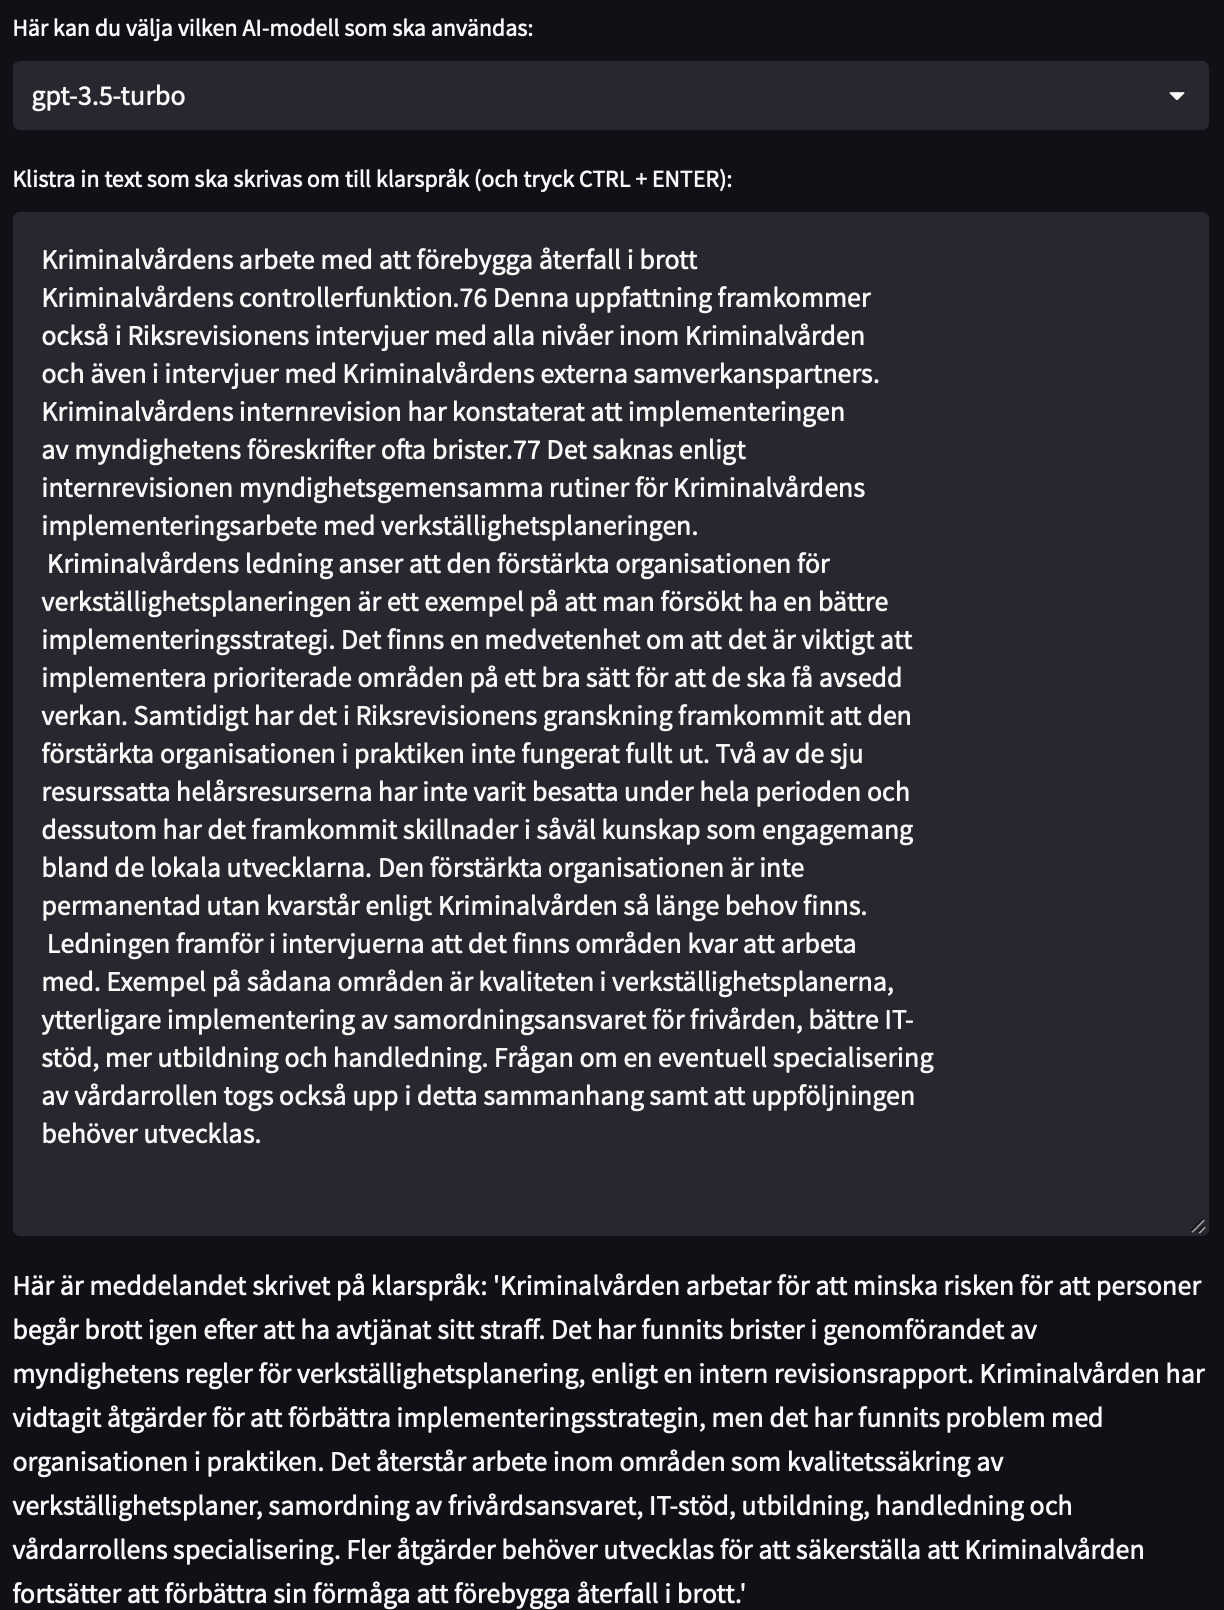 Här kan du välja vilken AI-modell som ska användas:
gpt-3.5-turbo
Klistra in text som ska skrivas om till klarspråk (och tryck CTRL + ENTER):
Kriminalvårdens arbete med att förebygga återfall i brott
Kriminalvårdens controllerfunktion.76 Denna uppfattning framkommer
också i Riksrevisionens intervjuer med alla nivåer inom Kriminalvården
och även i intervjuer med Kriminalvårdens externa samverkanspartners.
Kriminalvårdens internrevision har konstaterat att implementeringen
av myndighetens föreskrifter ofta brister.77 Det saknas enligt
internrevisionen myndighetsgemensamma rutiner för Kriminalvårdens
implementeringsarbete med verkställighetsplaneringen.
Kriminalvårdens ledning anser att den förstärkta organisationen för
verkställighetsplaneringen är ett exempel på att man försökt ha en bättre
implementeringsstrategi. Det finns en medvetenhet om att det är viktigt att
implementera prioriterade områden på ett bra sätt för att de ska få avsedd
verkan. Samtidigt har det i Riksrevisionens granskning framkommit att den
förstärkta organisationen i praktiken inte fungerat fullt ut. Två av de sju
resurssatta helårsresurserna har inte varit besatta under hela perioden och
dessutom har det framkommit skillnader i såväl kunskap som engagemang
bland de lokala utvecklarna. Den förstärkta organisationen är inte
permanentad utan kvarstår enligt Kriminalvården så länge behov finns.
Ledningen framför i intervjuerna att det finns områden kvar att arbeta
med. Exempel på sådana områden är kvaliteten i verkställighetsplanerna,
ytterligare implementering av samordningsansvaret för frivården, bättre IT-
stöd, mer utbildning och handledning. Frågan om en eventuell specialisering
av vårdarrollen togs också upp i detta sammanhang samt att uppföljningen
behöver utvecklas.
Här är meddelandet skrivet på klarspråk: 'Kriminalvården arbetar för att minska risken för att personer
begår brott igen efter att ha avtjänat sitt straff. Det har funnits brister i genomförandet av
myndighetens regler för verkställighetsplanering, enligt en intern revisionsrapport. Kriminalvården har
vidtagit åtgärder för att förbättra implementeringsstrategin, men det har funnits problem med
organisationen i praktiken. Det återstår arbete inom områden som kvalitetssäkring av
verkställighetsplaner, samordning av frivårdsansvaret, IT-stöd, utbildning, handledning och
vårdarrollens specialisering. Fler åtgärder behöver utvecklas för att säkerställa att Kriminalvården
fortsätter att förbättra sin förmåga att förebygga återfall i brott.'